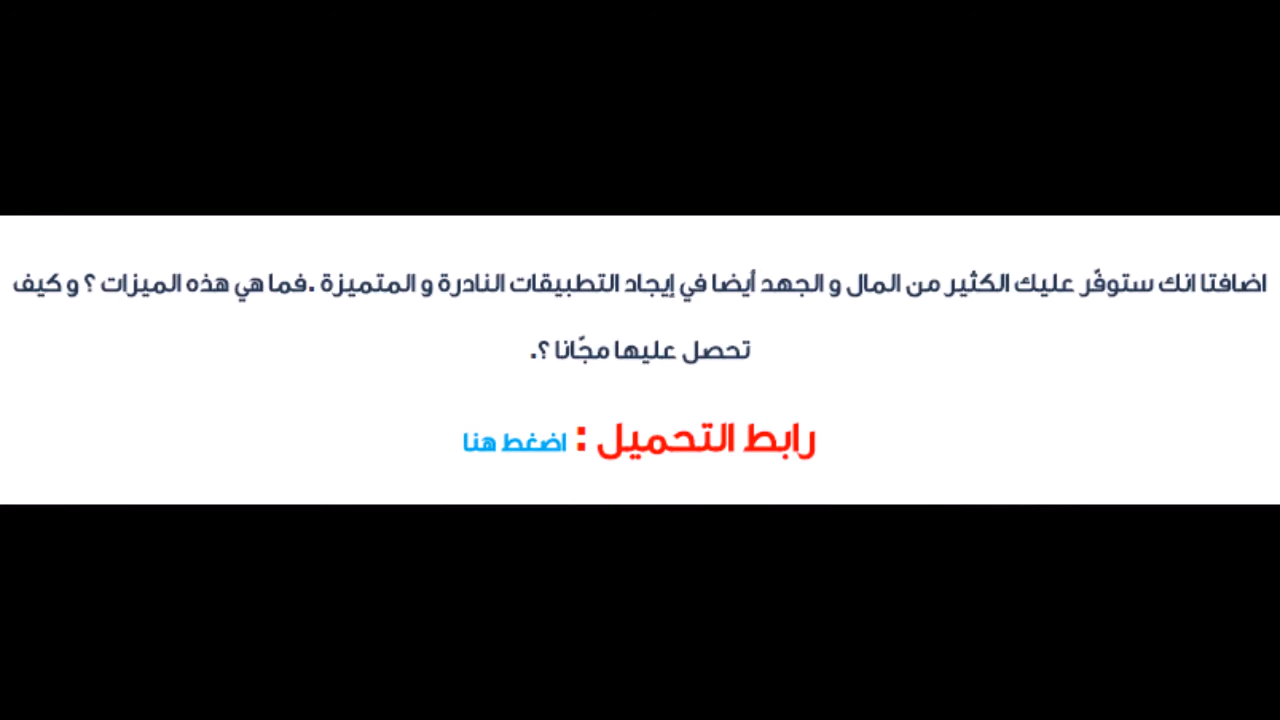 اضافتا انك ستوفّر عليك الكثير من المال و الجهد أيضا في إيجاد التطبيقات النادرة و المتميزة .فما هي هذه الميزات ؟ و كيف
تحصل عليها مجّانا ؟.
رابط التحميل : اضغط هنا